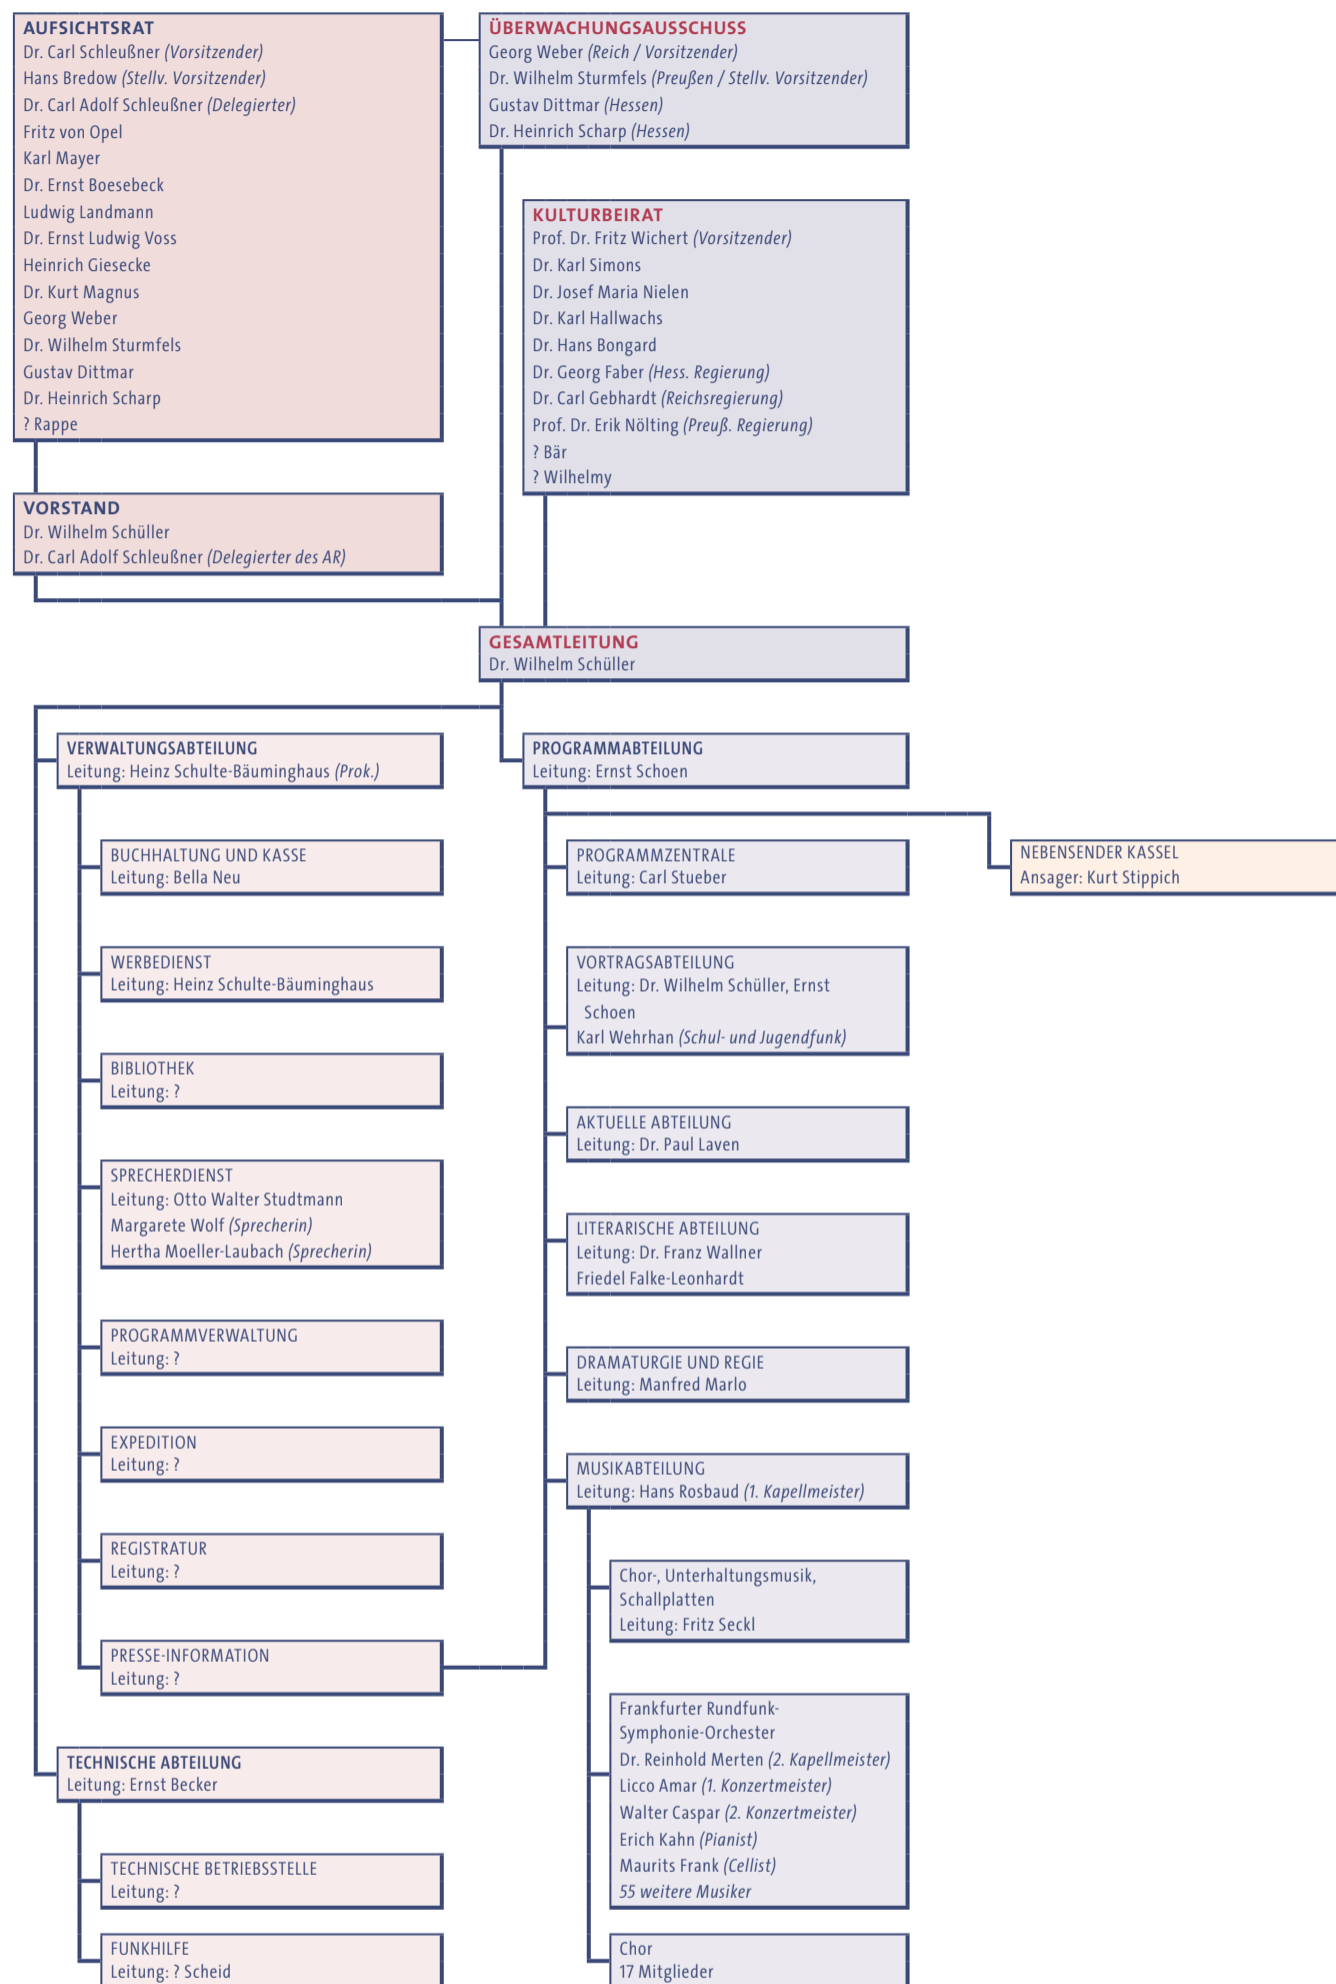 AUFSICHTSRAT
Dr. Carl Schleußner (Vorsitzender)
Hans Bredow (Stellv. Vorsitzender)
Dr. Carl Adolf Schleußner (Delegierter)
Fritz von Opel
Karl Mayer
Dr. Ernst Boesebeck
Ludwig Landmann
Dr. Ernst Ludwig Voss
Heinrich Giesecke
Dr. Kurt Magnus
Georg Weber
Dr. Wilhelm Sturmfels
Gustav Dittmar
Dr. Heinrich Scharp
? Rappe
ÜBERWACHUNGSAUSSCHUSS
Georg Weber (Reich / Vorsitzender)
Dr. Wilhelm Sturmfels (Preußen / Stellv. Vorsitzender)
Gustav Dittmar (Hessen)
Dr. Heinrich Scharp (Hessen)
KULTURBEIRAT
Prof. Dr. Fritz Wichert (Vorsitzender)
Dr. Karl Simons
Dr. Josef Maria Nielen
Dr. Karl Hallwachs
Dr. Hans Bongard
Dr. Georg Faber (Hess. Regierung)
Dr. Carl Gebhardt (Reichsregierung)
Prof. Dr. Erik Nölting (Preuß. Regierung)
? Bär
? Wilhelmy
VORSTAND
Dr. Wilhelm Schüller
Dr. Carl Adolf Schleußner (Delegierter des AR)
GESAMTLEITUNG
Dr. Wilhelm Schüller
VERWALTUNGSABTEILUNG
Leitung: Heinz Schulte-Bäuminghaus (Prok.)
BUCHHALTUNG UND KASSE
Leitung: Bella Neu
WERBEDIENST
Leitung: Heinz Schulte-Bäuminghaus
BIBLIOTHEK
Leitung: ?
SPRECHERDIENST
Leitung: Otto Walter Studtmann
Margarete Wolf (Sprecherin)
Hertha Moeller-Laubach (Sprecherin)
PROGRAMMVERWALTUNG
Leitung: ?
EXPEDITION
Leitung: ?
REGISTRATUR
Leitung: ?
PRESSE-INFORMATION
Leitung: ?
TECHNISCHE ABTEILUNG
Leitung: Ernst Becker
TECHNISCHE BETRIEBSSTELLE
Leitung: ?
FUNKHILFE
Leitung: ? Scheid
PROGRAMMABTEILUNG
Leitung: Ernst Schoen
PROGRAMMZENTRALE
Leitung: Carl Stueber
NEBENSENDER KASSEL
Ansager: Kurt Stippich
VORTRAGSABTEILUNG
Leitung: Dr. Wilhelm Schüller, Ernst
Schoen
Karl Wehrhan (Schul- und Jugendfunk)
AKTUELLE ABTEILUNG
Leitung: Dr. Paul Laven
LITERARISCHE ABTEILUNG
Leitung: Dr. Franz Wallner
Friedel Falke-Leonhardt
DRAMATURGIE UND REGIE
Leitung: Manfred Marlo
MUSIKABTEILUNG
Leitung: Hans Rosbaud (1. Kapellmeister)
Chor-, Unterhaltungsmusik,
Schallplatten
Leitung: Fritz Seckl
Frankfurter Rundfunk-
Symphonie-Orchester
Dr. Reinhold Merten (2. Kapellmeister)
Licco Amar (1. Konzertmeister)
Walter Caspar (2. Konzertmeister)
Erich Kahn (Pianist)
Maurits Frank (Cellist)
55 weitere Musiker
Chor
17 Mitglieder